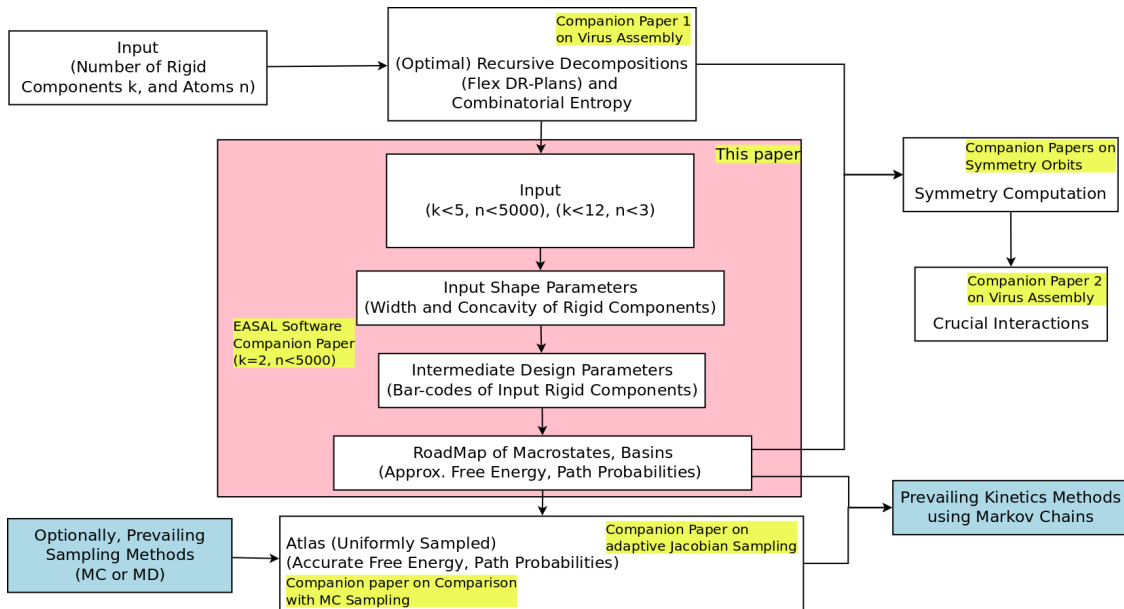 Input
(Number of Rigid
Components k, and Atoms n)
Companion Paper 1
on Virus Assembly
(Optimal) Recursive Decompositions
(Flex DR-Plans) and
Combinatorial Entropy
This paper
Input
(k<5, n<5000), (k<12, n<3)
Companion Papers on
Symmetry Orbits
Symmetry Computation
Input Shape Parameters
(Width and Concavity of Rigid Components)
Companion Paper 2
on Virus Assembly
Crucial Interactions
EASAL Software
Companion Paper
(k=2, n<5000)
Intermediate Design Parameters
(Bar-codes of Input Rigid Components)
RoadMap of Macrostates, Basins
(Approx. Free Energy, Path Probabilities)
Prevailing Kinetics Methods
using Markov Chains
Optionally, Prevailing
Sampling Methods
(MC or MD)
Companion Paper on
adaptive Jacobian Sampling
Atlas (Uniformly Sampled)
(Accurate Free Energy, Path Probabilities)
Companion paper on Comparison
with MC Sampling